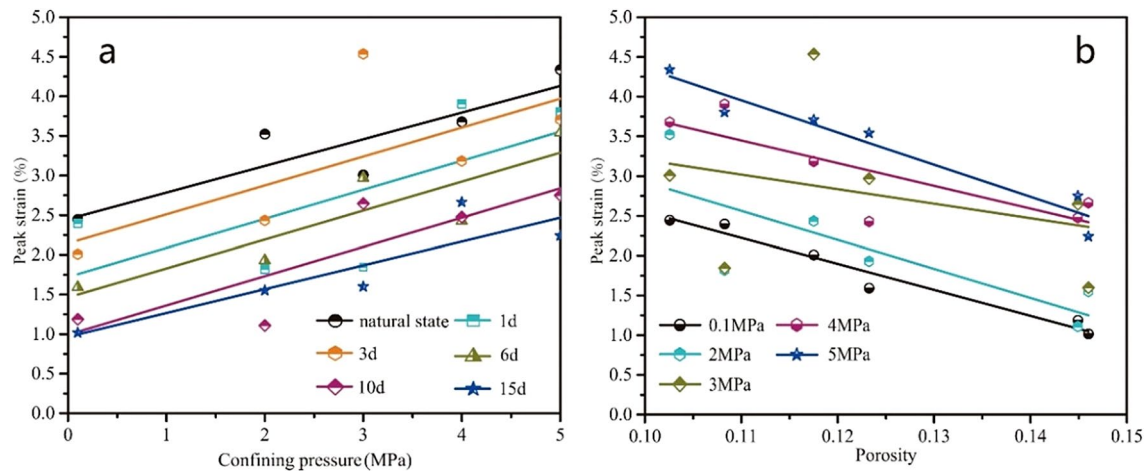 a
Peak strain (%)
5.0
4.5
4.0
3.5
3.0
2.5
2.0
1.5
1.0
0.5
0.0
0
1
2
3
4
5
Confining pressure (MPa)
natural state
1d
3d
6d
10d
15d
b
Peak strain (%)
5.0
4.5
4.0
3.5
3.0
2.5
2.0
1.5
1.0
0.5
0.0
0.10
0.11
0.12
0.13
0.14
0.15
Porosity
0.1MPa
4MPa
2MPa
5MPa
3MPa